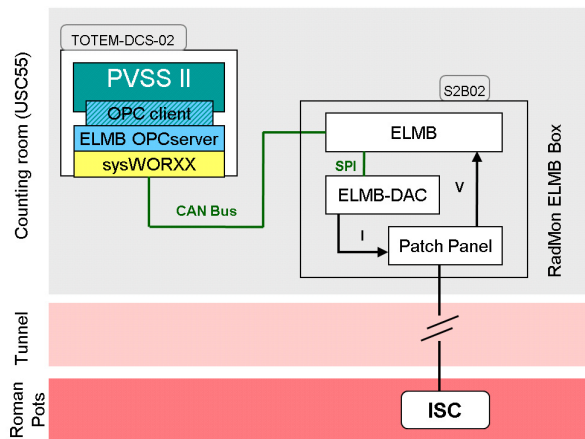 TOTEM-DCS-02
PVSS II
OPC client
ELMB OPCserver
sysWORXX
CAN Bus
S2B02
ELMB
SPI
ELMB-DAC
V
I
Patch Panel
RadMon ELMB Box
Counting room (USC55)
Tunnel
Roman
Pots
ISC